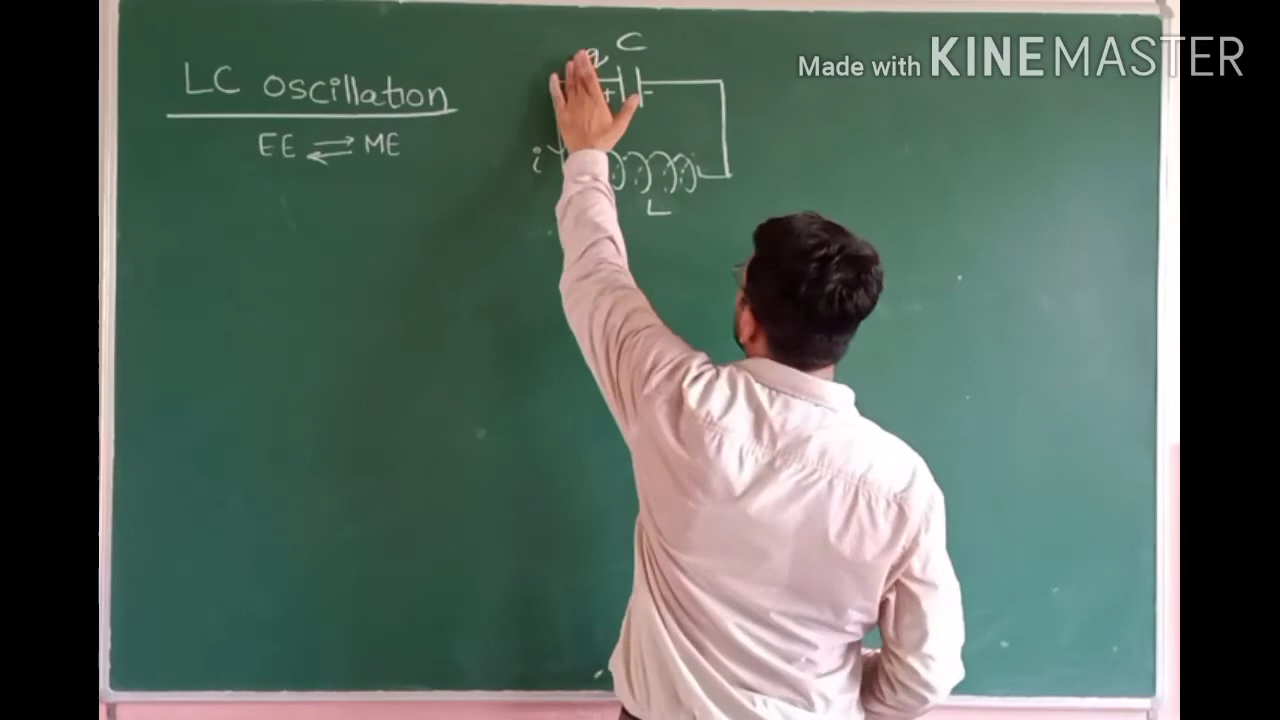 Made with KINEMASTER
LC oscillation
EE ⇌ ME
C
q
+ -
i
L